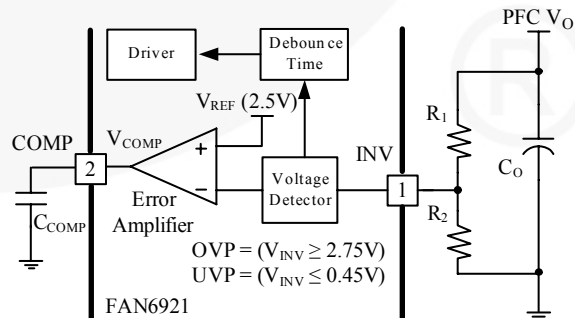 PFC VO
Driver
Debounce
Time
VREF (2.5V)
R1
COMP
VCOMP
INV
2
+
−
Voltage
Detector
1
CO
CCOMP
Error
Amplifier
R2
OVP = (VINV ≥ 2.75V)
UVP = (VINV ≤ 0.45V)
FAN6921
®